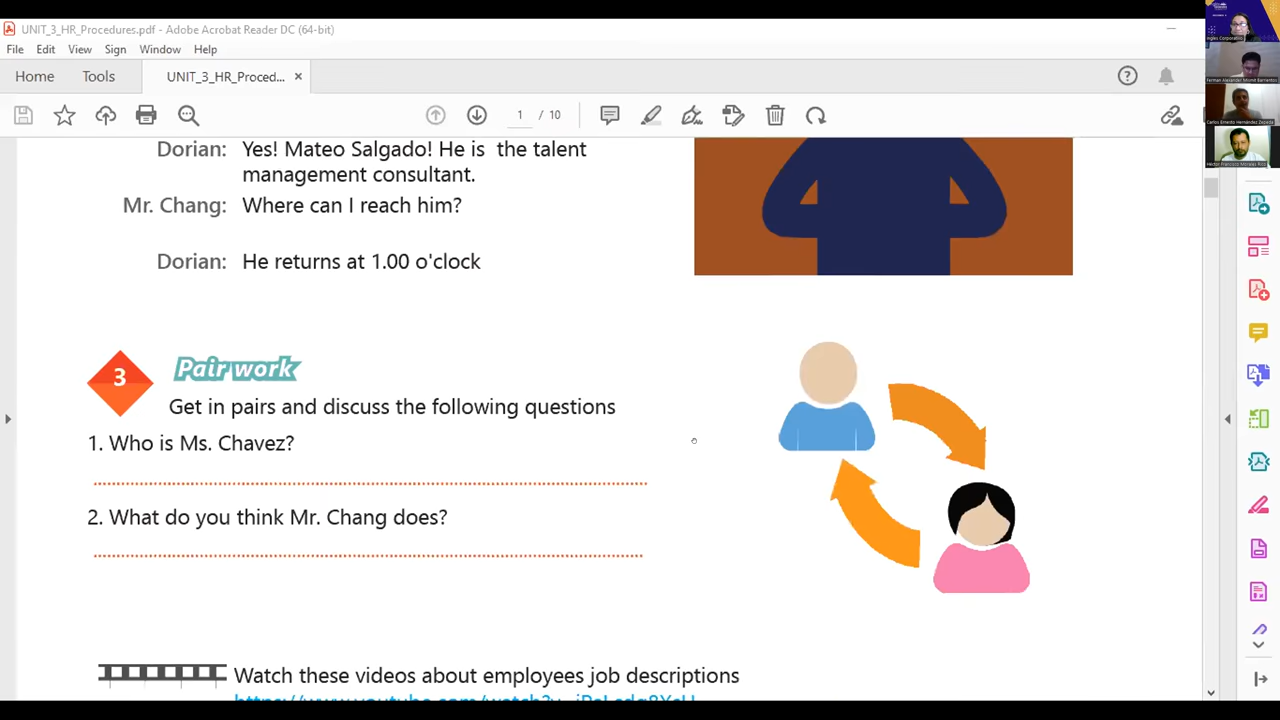 UNIT_3_HR_Procedures.pdf - Adobe Acrobat Reader DC (64-bit)
File Edit View Sign Window Help
Home Tools UNIT_3_HR_Proced... ×
1 / 10
Dorian: Yes! Mateo Salgado! He is the talent
management consultant.
Mr. Chang: Where can I reach him?
Dorian: He returns at 1.00 o'clock
3 Pair work
Get in pairs and discuss the following questions
1. Who is Ms. Chavez?
2. What do you think Mr. Chang does?
Watch these videos about employees job descriptions